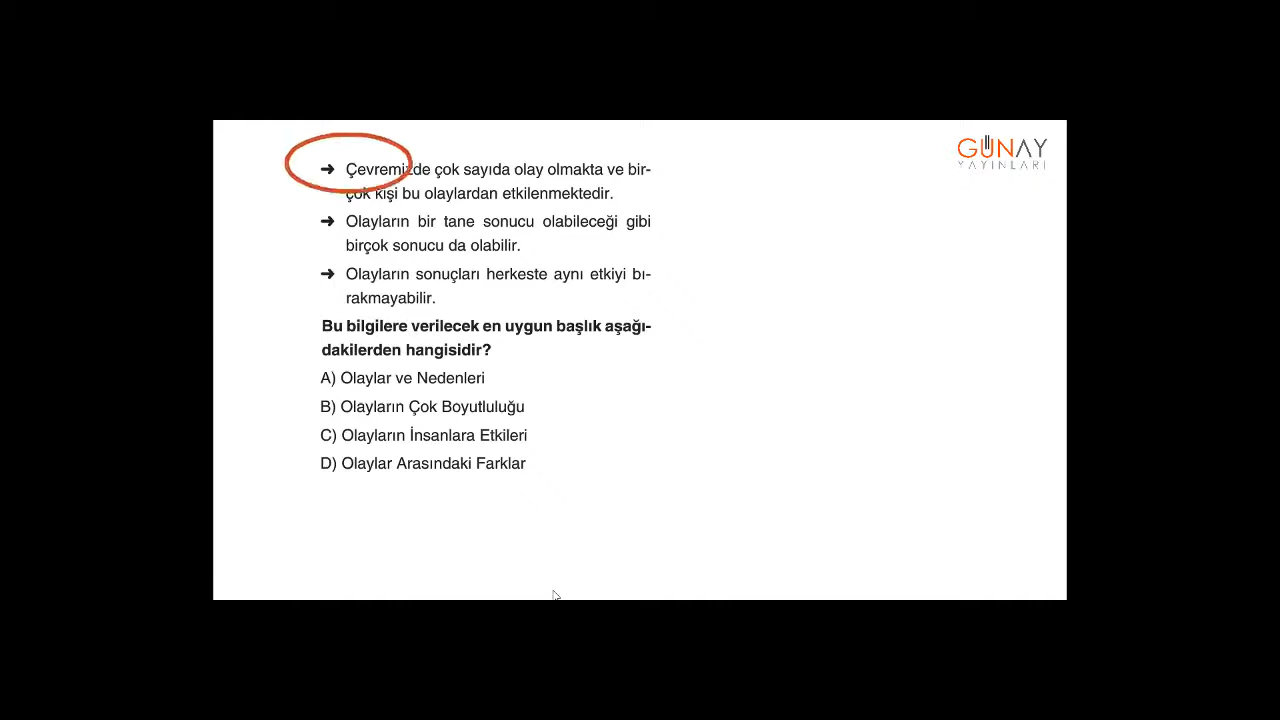 GÜNAY
YAYINLARI
➔ Çevremizde çok sayıda olay olmakta ve bir-
çok kişi bu olaylardan etkilenmektedir.
➔ Olayların bir tane sonucu olabileceği gibi
birçok sonucu da olabilir.
➔ Olayların sonuçları herkeste aynı etkiyi bı-
rakmayabilir.
Bu bilgilere verilecek en uygun başlık aşağı-
dakilerden hangisidir?
A) Olaylar ve Nedenleri
B) Olayların Çok Boyutluluğu
C) Olayların İnsanlara Etkileri
D) Olaylar Arasındaki Farklar